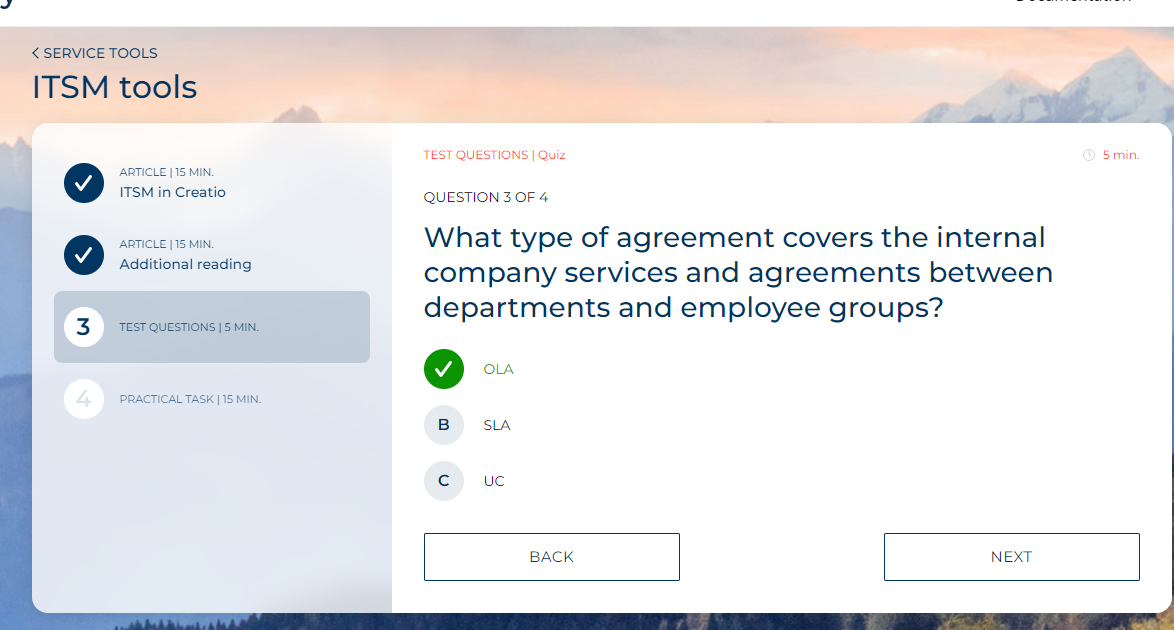 Documentation
SERVICE TOOLS
ITSM tools
ARTICLE | 15 MIN.
ITSM in Creatio
ARTICLE | 15 MIN.
Additional reading
3
TEST QUESTIONS | 5 MIN.
4
PRACTICAL TASK | 15 MIN.
TEST QUESTIONS | Quiz
5 min.
QUESTION 3 OF 4
What type of agreement covers the internal
company services and agreements between
departments and employee groups?
OLA
B SLA
C UC
BACK
NEXT